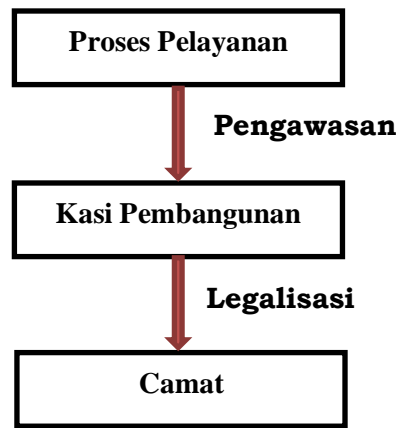 Proses Pelayanan
Pengawasan
Kasi Pembangunan
Legalisasi
Camat